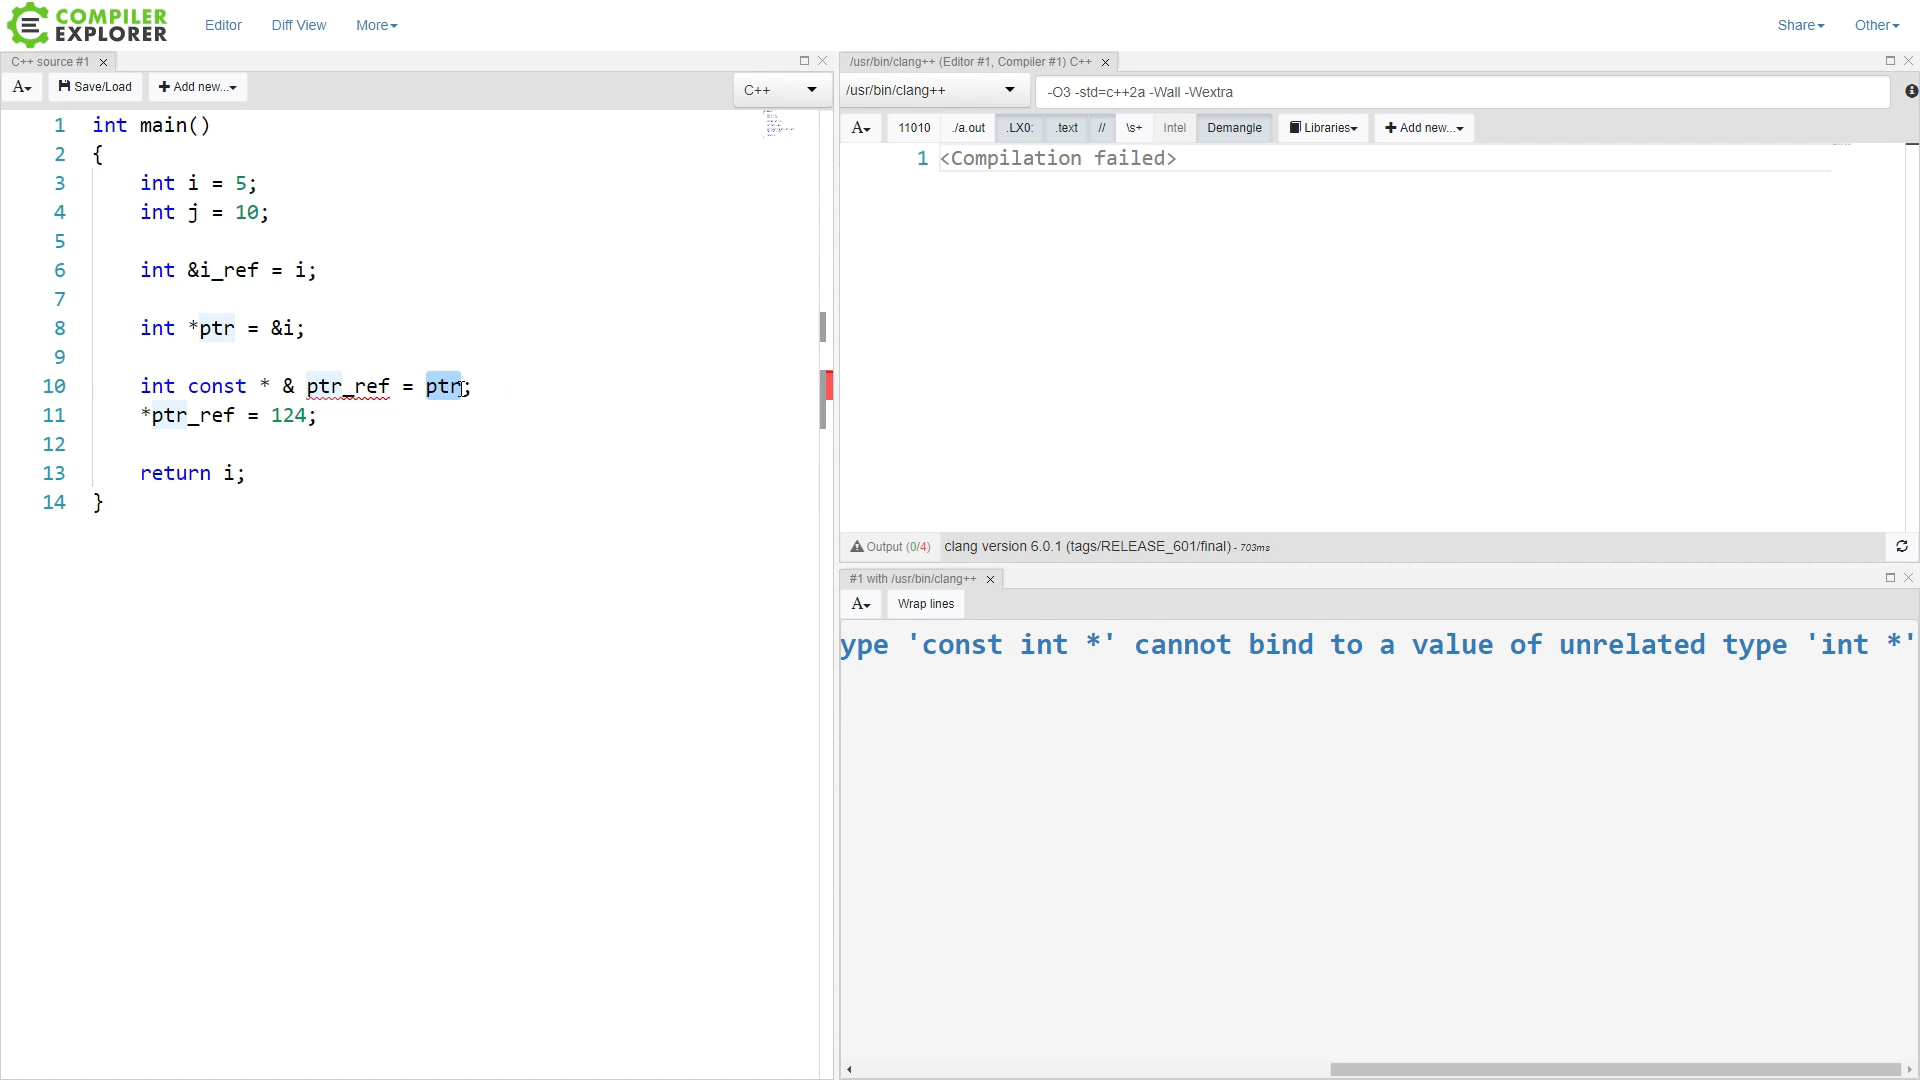 COMPILER
EXPLORER
Editor
Diff View
More
Share
Other
C++ source #1
A
Save/Load
Add new...
C++
1 int main()
2 {
3 int i = 5;
4 int j = 10;
5
6 int &i_ref = i;
7
8 int *ptr = &i;
9
10 int const * & ptr_ref = ptr;
11 *ptr_ref = 124;
12
13 return i;
14 }
/usr/bin/clang++ (Editor #1, Compiler #1) C++
/usr/bin/clang++
-O3 -std=c++2a -Wall -Wextra
A
11010
./a.out
.LX0:
.text
//
\s+
Intel
Demangle
Libraries
Add new...
1 <Compilation failed>
Output (0/4)
clang version 6.0.1 (tags/RELEASE_601/final) - 703ms
#1 with /usr/bin/clang++
A
Wrap lines
ype 'const int *' cannot bind to a value of unrelated type 'int *'